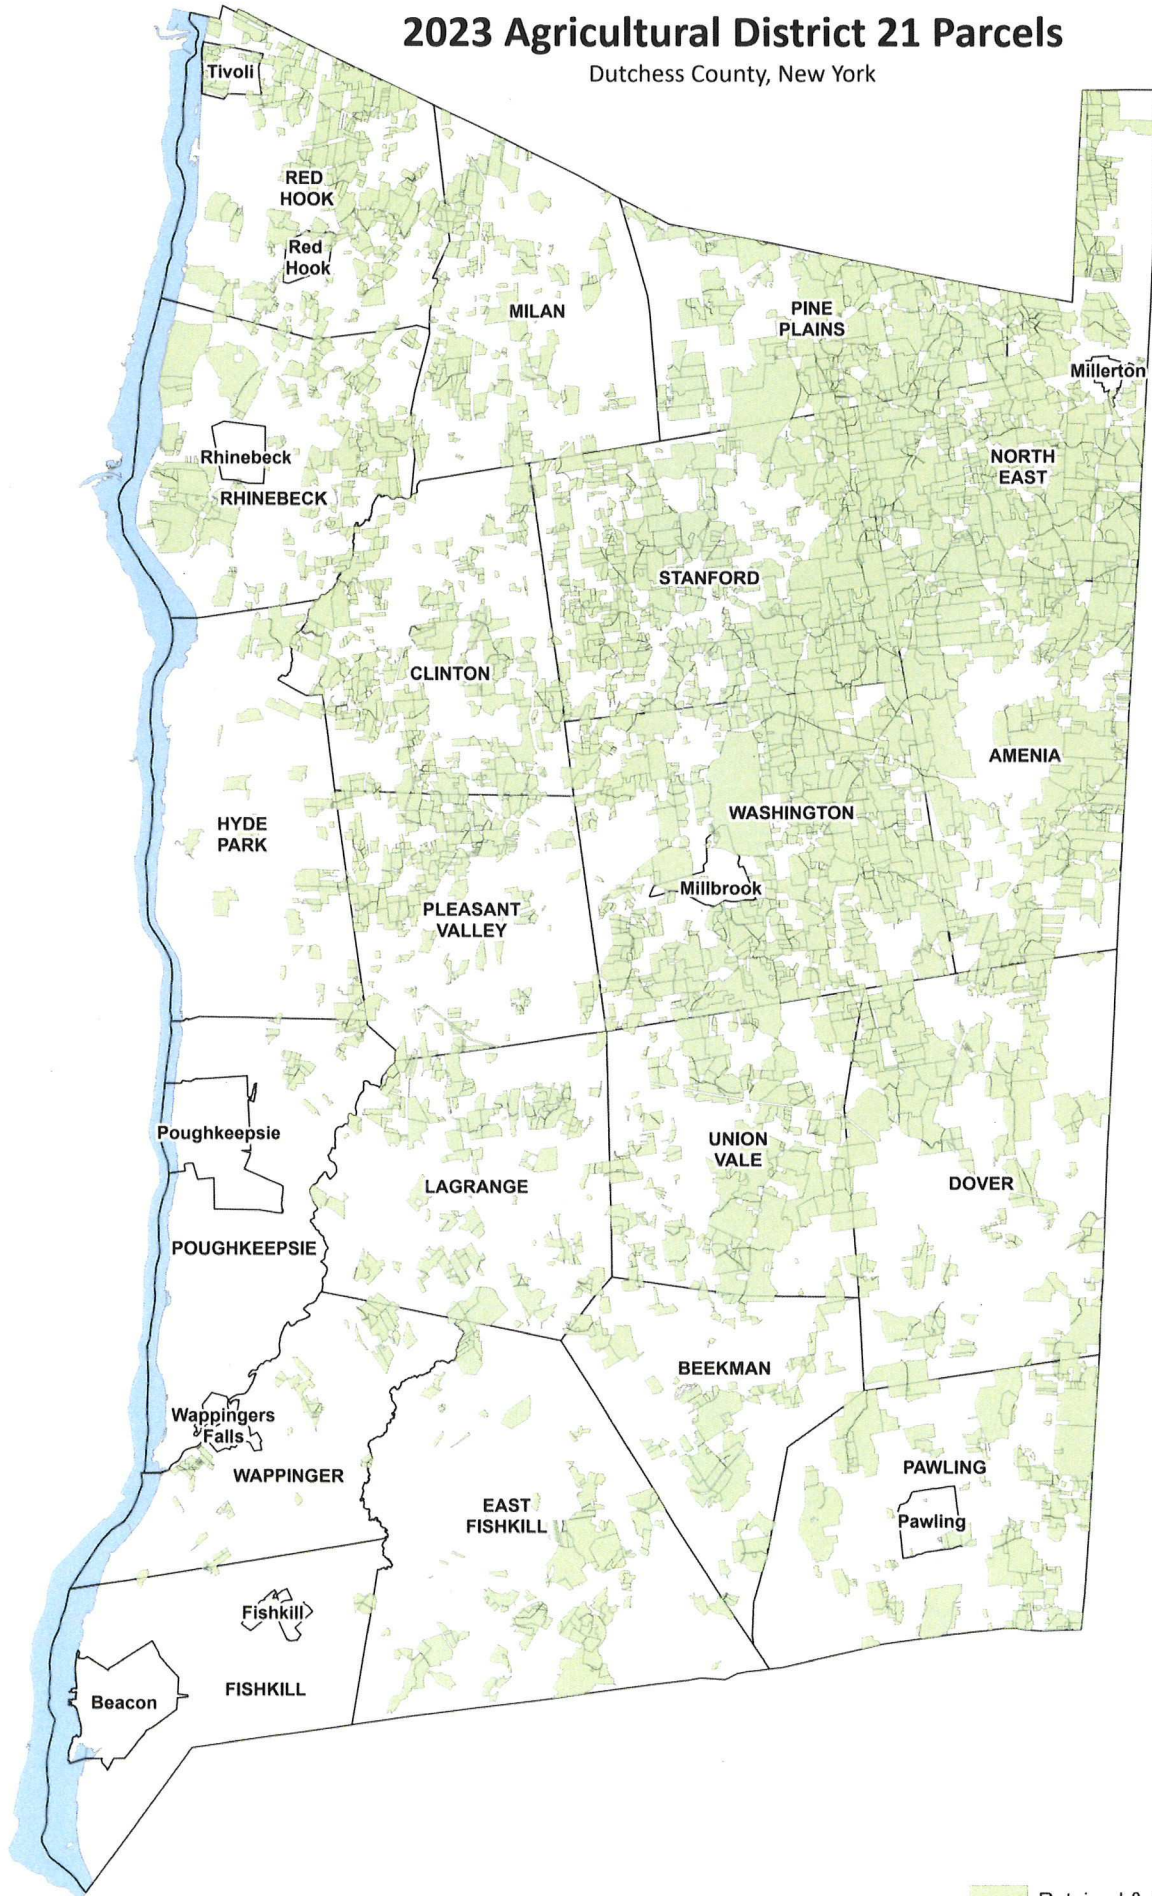 2023 Agricultural District 21 Parcels
Dutchess County, New York
Tivoli
RED
HOOK
Red
Hook
MILAN
PINE
PLAINS
Millerton
Rhinebeck
RHINEBECK
NORTH
EAST
STANFORD
CLINTON
AMENIA
HYDE
PARK
WASHINGTON
Millbrook
PLEASANT
VALLEY
Poughkeepsie
UNION
VALE
LAGRANGE
DOVER
POUGHKEEPSIE
BEEKMAN
Wappingers
Falls
WAPPINGER
PAWLING
Pawling
EAST
FISHKILL
Fishkill
FISHKILL
Beacon